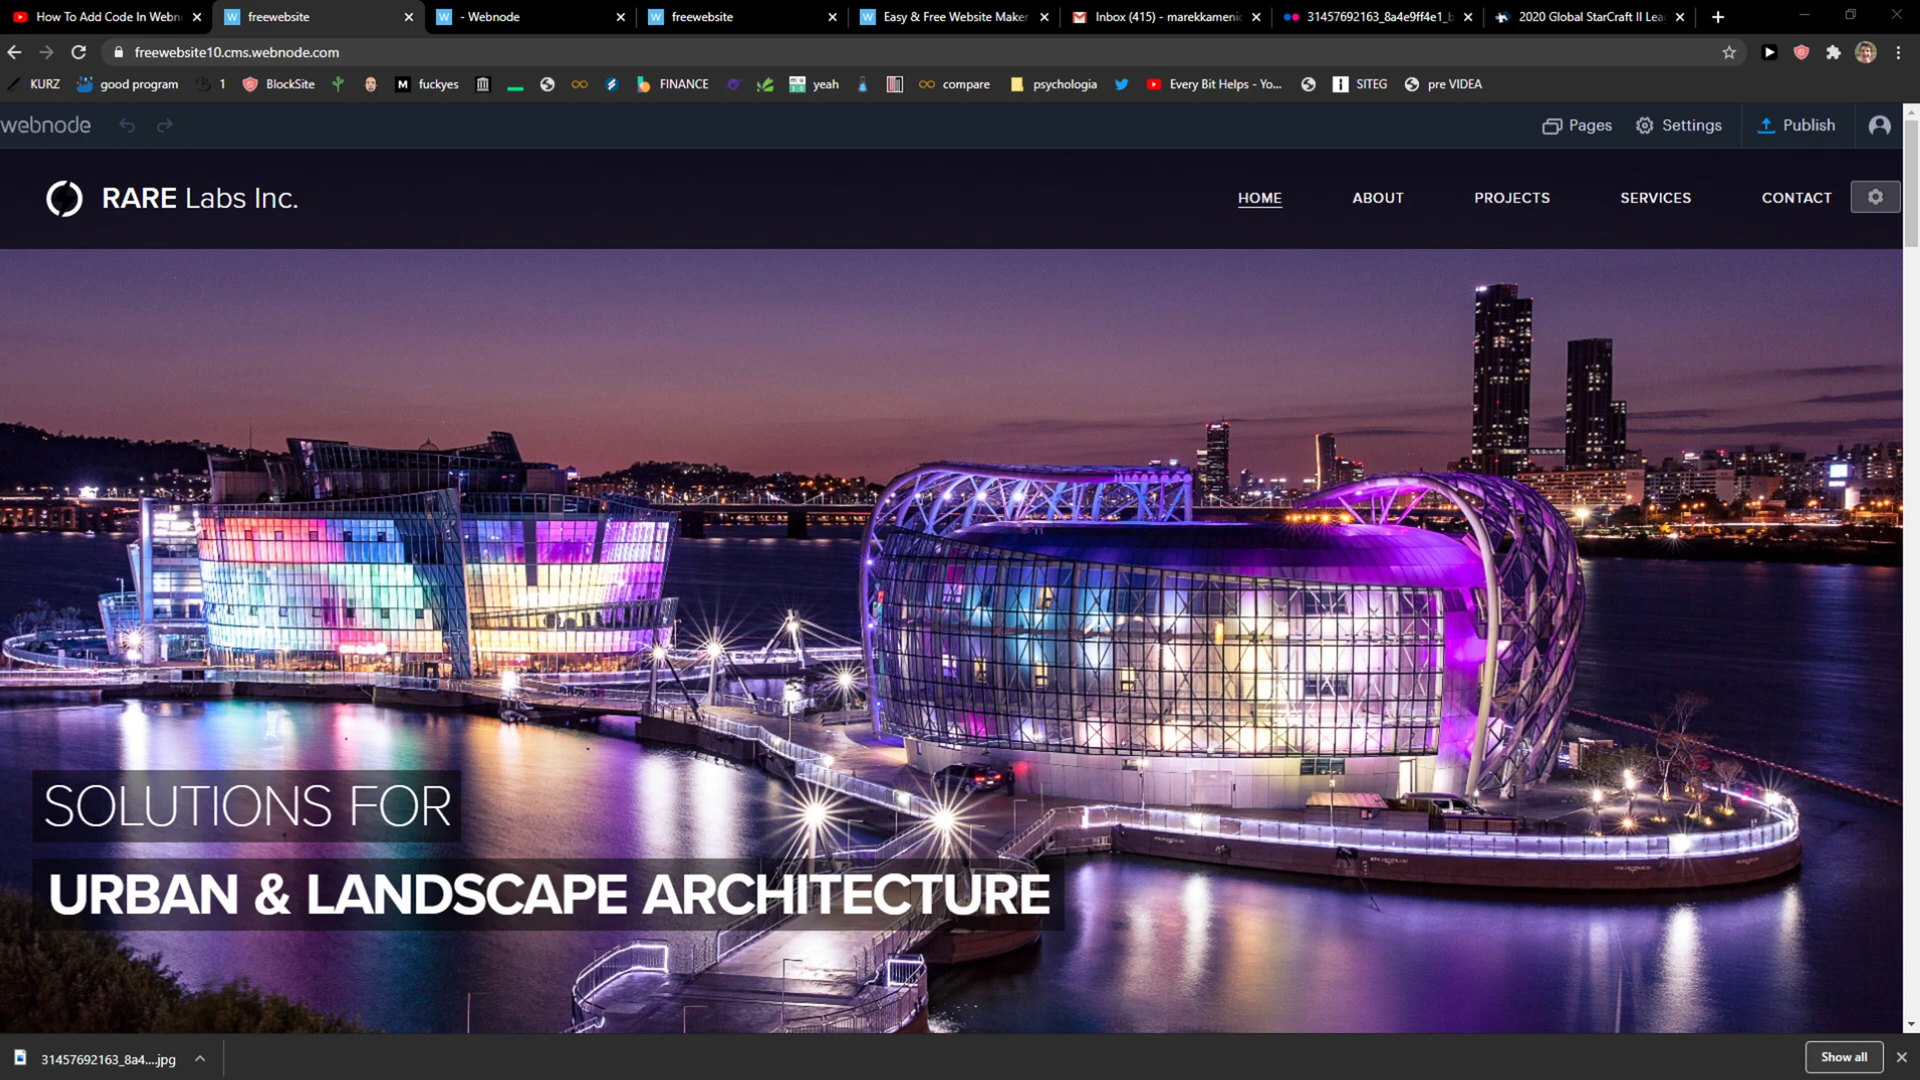 How To Add Code In Webn
freewebsite
- Webnode
freewebsite
Easy & Free Website Maker
Inbox (415) - marekkamenic
31457692163_8a4e9ff4e1_b
2020 Global StarCraft II Lea
freewebsite10.cms.webnode.com
KURZ
good program
1
BlockSite
fuckyes
FINANCE
yeah
compare
psychologia
Every Bit Helps - Yo...
SITEG
pre VIDEA
webnode
Pages
Settings
Publish
RARE Labs Inc.
HOME
ABOUT
PROJECTS
SERVICES
CONTACT
SOLUTIONS FOR
URBAN & LANDSCAPE ARCHITECTURE
31457692163_8a4....jpg
Show all